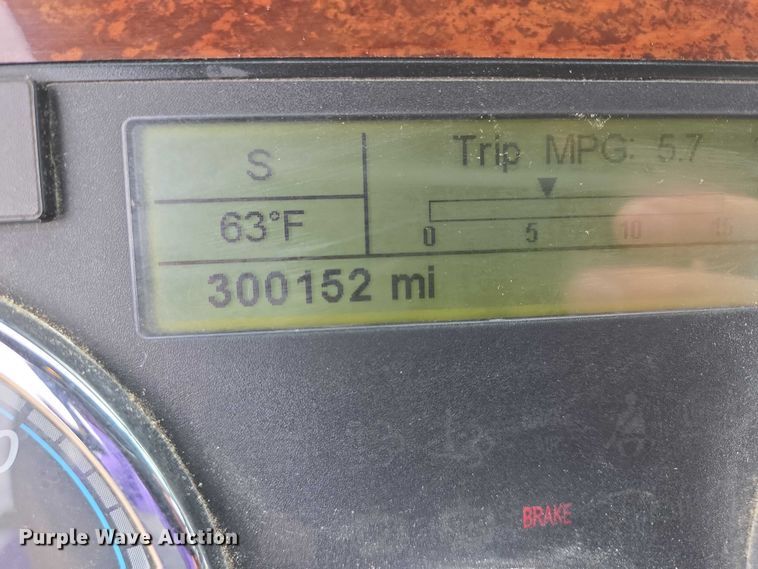 S
Trip MPG: 5.7
63°F
0 5 10 15
300152 mi
BRAKE
Purple Wave Auction